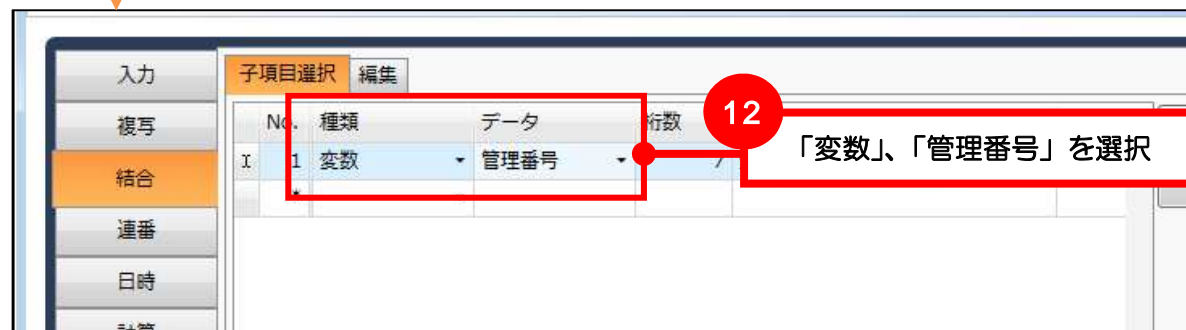 入力
複写
結合
連番
日時
子項目選択 編集
No. 種類 データ 桁数
I 1 変数 管理番号 7
*
12
「変数」、「管理番号」を選択